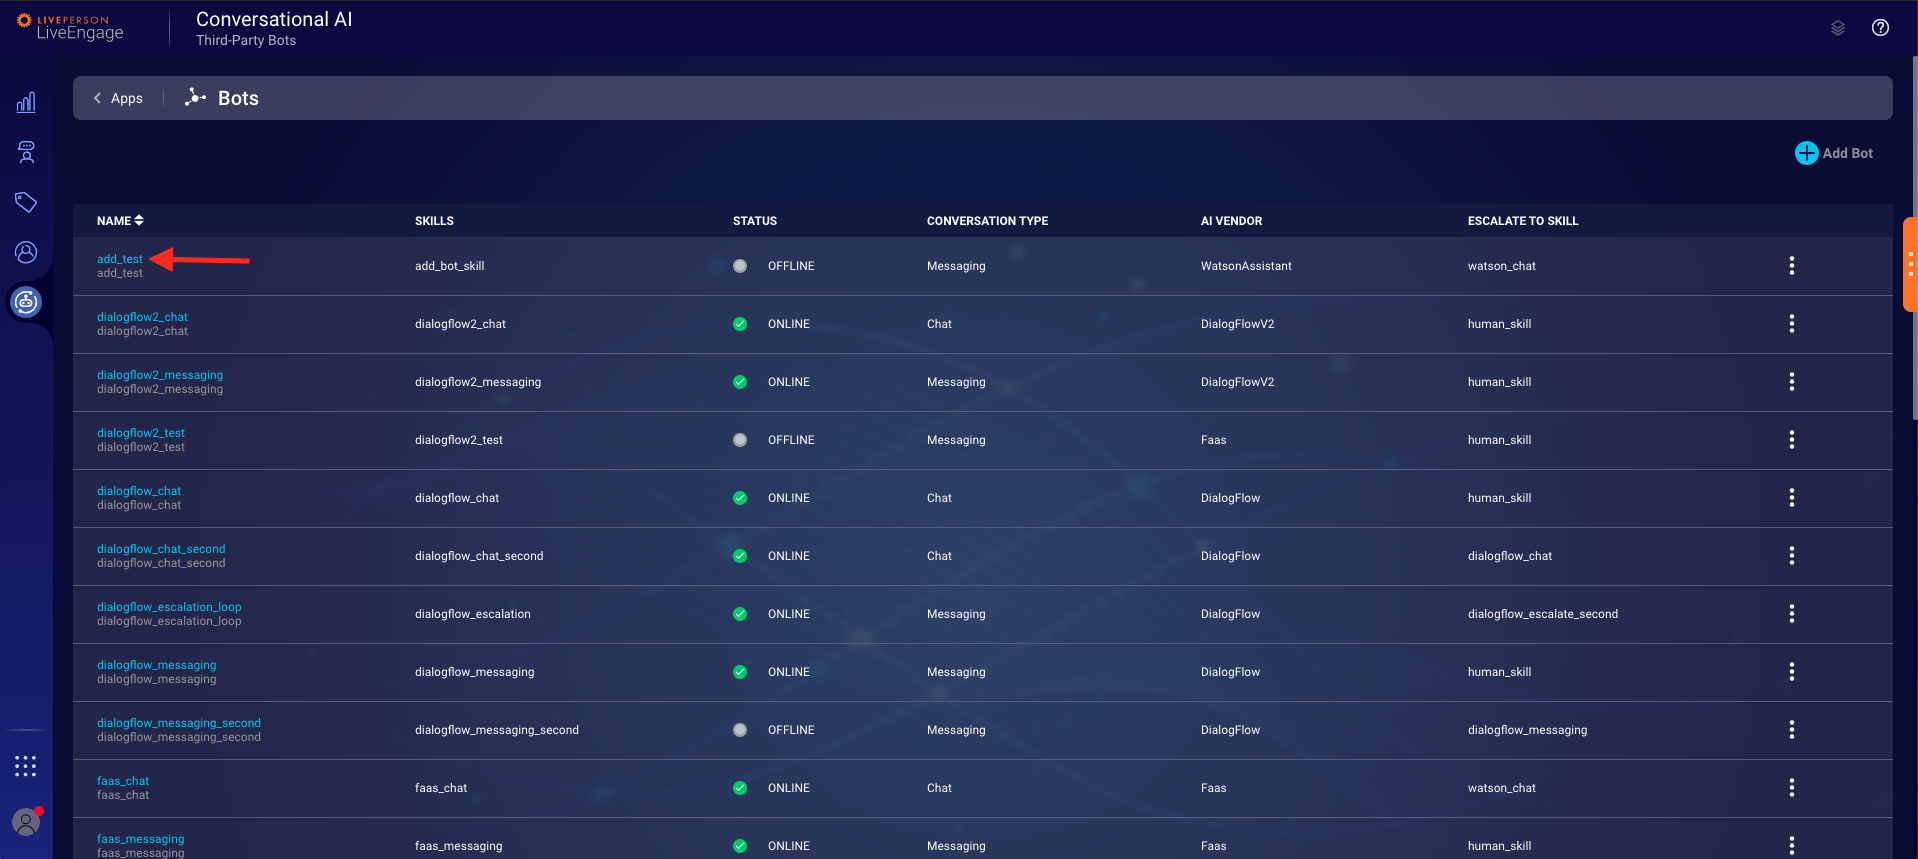 LIVEPERSON
LiveEngage
Conversational AI
Third-Party Bots
Apps
Bots
Add Bot
NAME SKILLS STATUS CONVERSATION TYPE AI VENDOR ESCALATE TO SKILL
add_test
add_test
add_bot_skill OFFLINE Messaging WatsonAssistant watson_chat
dialogflow2_chat
dialogflow2_chat
dialogflow2_chat ONLINE Chat DialogFlowV2 human_skill
dialogflow2_messaging
dialogflow2_messaging
dialogflow2_messaging ONLINE Messaging DialogFlowV2 human_skill
dialogflow2_test
dialogflow2_test
dialogflow2_test OFFLINE Messaging Faas human_skill
dialogflow_chat
dialogflow_chat
dialogflow_chat ONLINE Chat DialogFlow human_skill
dialogflow_chat_second
dialogflow_chat_second
dialogflow_chat_second ONLINE Chat DialogFlow dialogflow_chat
dialogflow_escalation_loop
dialogflow_escalation_loop
dialogflow_escalation ONLINE Messaging DialogFlow dialogflow_escalate_second
dialogflow_messaging
dialogflow_messaging
dialogflow_messaging ONLINE Messaging DialogFlow human_skill
dialogflow_messaging_second
dialogflow_messaging_second
dialogflow_messaging_second OFFLINE Messaging DialogFlow dialogflow_messaging
faas_chat
faas_chat
faas_chat ONLINE Chat Faas watson_chat
faas_messaging
faas_messaging
faas_messaging ONLINE Messaging Faas human_skill